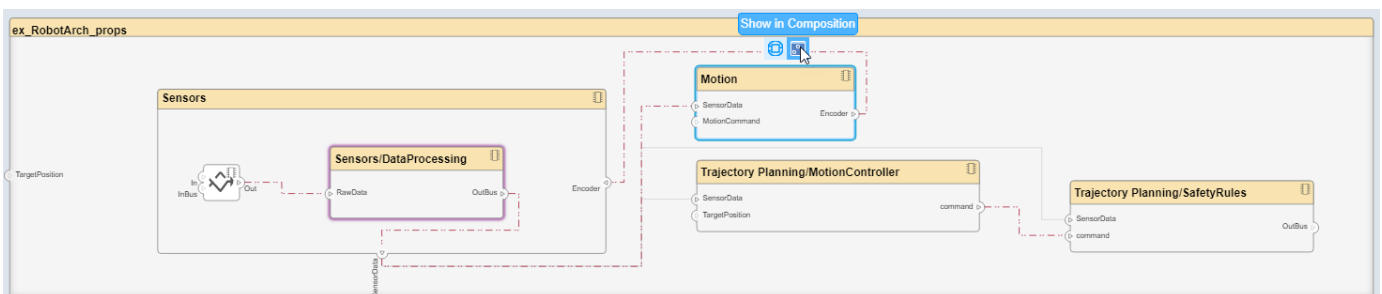 ex_RobotArch_props
Show in Composition
Sensors
Motion
SensorData
MotionCommand
Encoder
TargetPosition
In
InBus
Out
Sensors/DataProcessing
RawData
OutBus
Encoder
SensorData
Trajectory Planning/MotionController
SensorData
TargetPosition
command
Trajectory Planning/SafetyRules
SensorData
command
OutBus